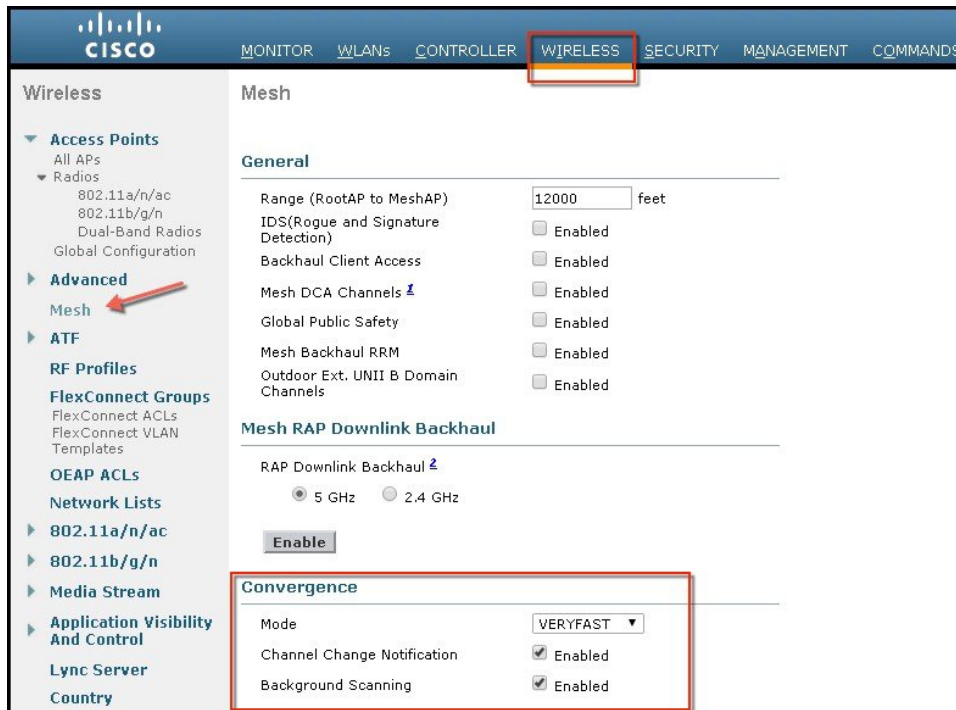 CISCO
MONITOR WLANs CONTROLLER WIRELESS SECURITY MANAGEMENT COMMANDS
Wireless
Access Points
All APs
Radios
802.11a/n/ac
802.11b/g/n
Dual-Band Radios
Global Configuration
Advanced
Mesh
ATF
RF Profiles
FlexConnect Groups
FlexConnect ACLs
FlexConnect VLAN
Templates
OEAP ACLs
Network Lists
802.11a/n/ac
802.11b/g/n
Media Stream
Application Visibility
And Control
Lync Server
Country
Mesh
General
Range (RootAP to MeshAP) 12000 feet
IDS(Rogue and Signature
Detection) Enabled
Backhaul Client Access Enabled
Mesh DCA Channels 1 Enabled
Global Public Safety Enabled
Mesh Backhaul RRM Enabled
Outdoor Ext. UNII B Domain
Channels Enabled
Mesh RAP Downlink Backhaul
RAP Downlink Backhaul 2
5 GHz 2.4 GHz
Enable
Convergence
Mode VERYFAST
Channel Change Notification Enabled
Background Scanning Enabled